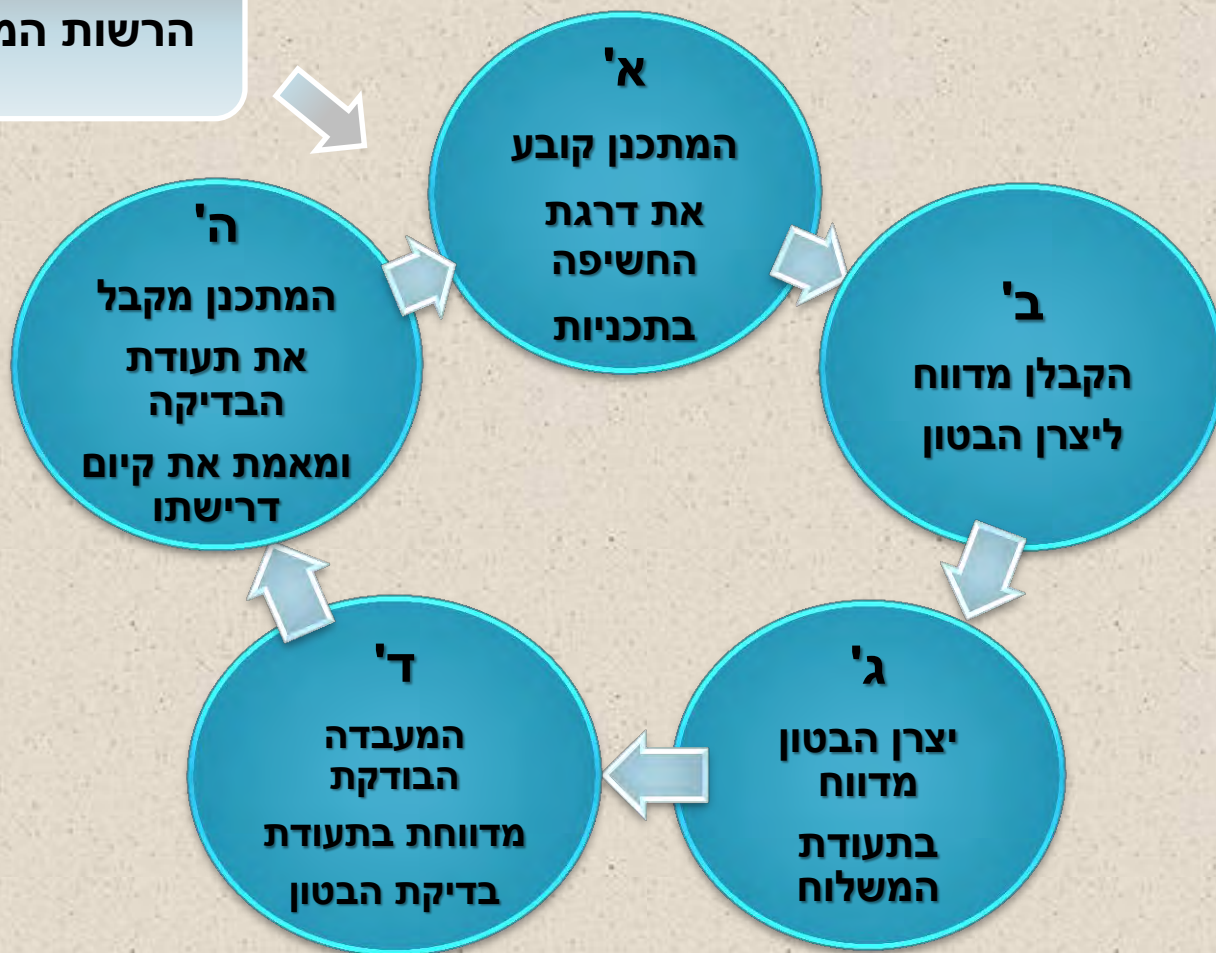 הרשות
א'
המתכנן קובע
את דרגת
החשיפה
בתכניות
ב'
הקבלן מדווח
ליצרן הבטון
ג'
יצרן הבטון
מדווח
בתעודת
המשלוח
ד'
המעבדה
הבודקת
מדווחת בתעודת
בדיקת הבטון
ה'
המתכנן מקבל
את תעודת
הבדיקה
ומאמת את קיום
דרישתו